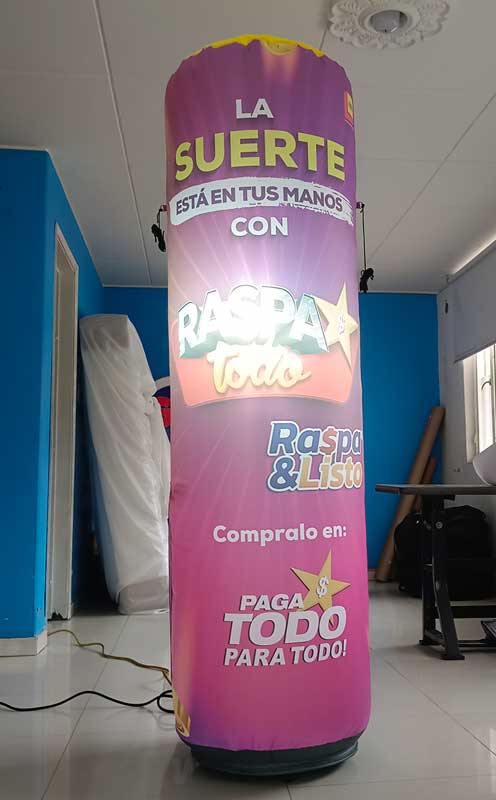 LA
SUERTE
ESTÁ EN TUS MANOS
CON
RASPA
todo
Raspa
&Listo
Compralo en:
PAGA
TODO
PARA TODO!